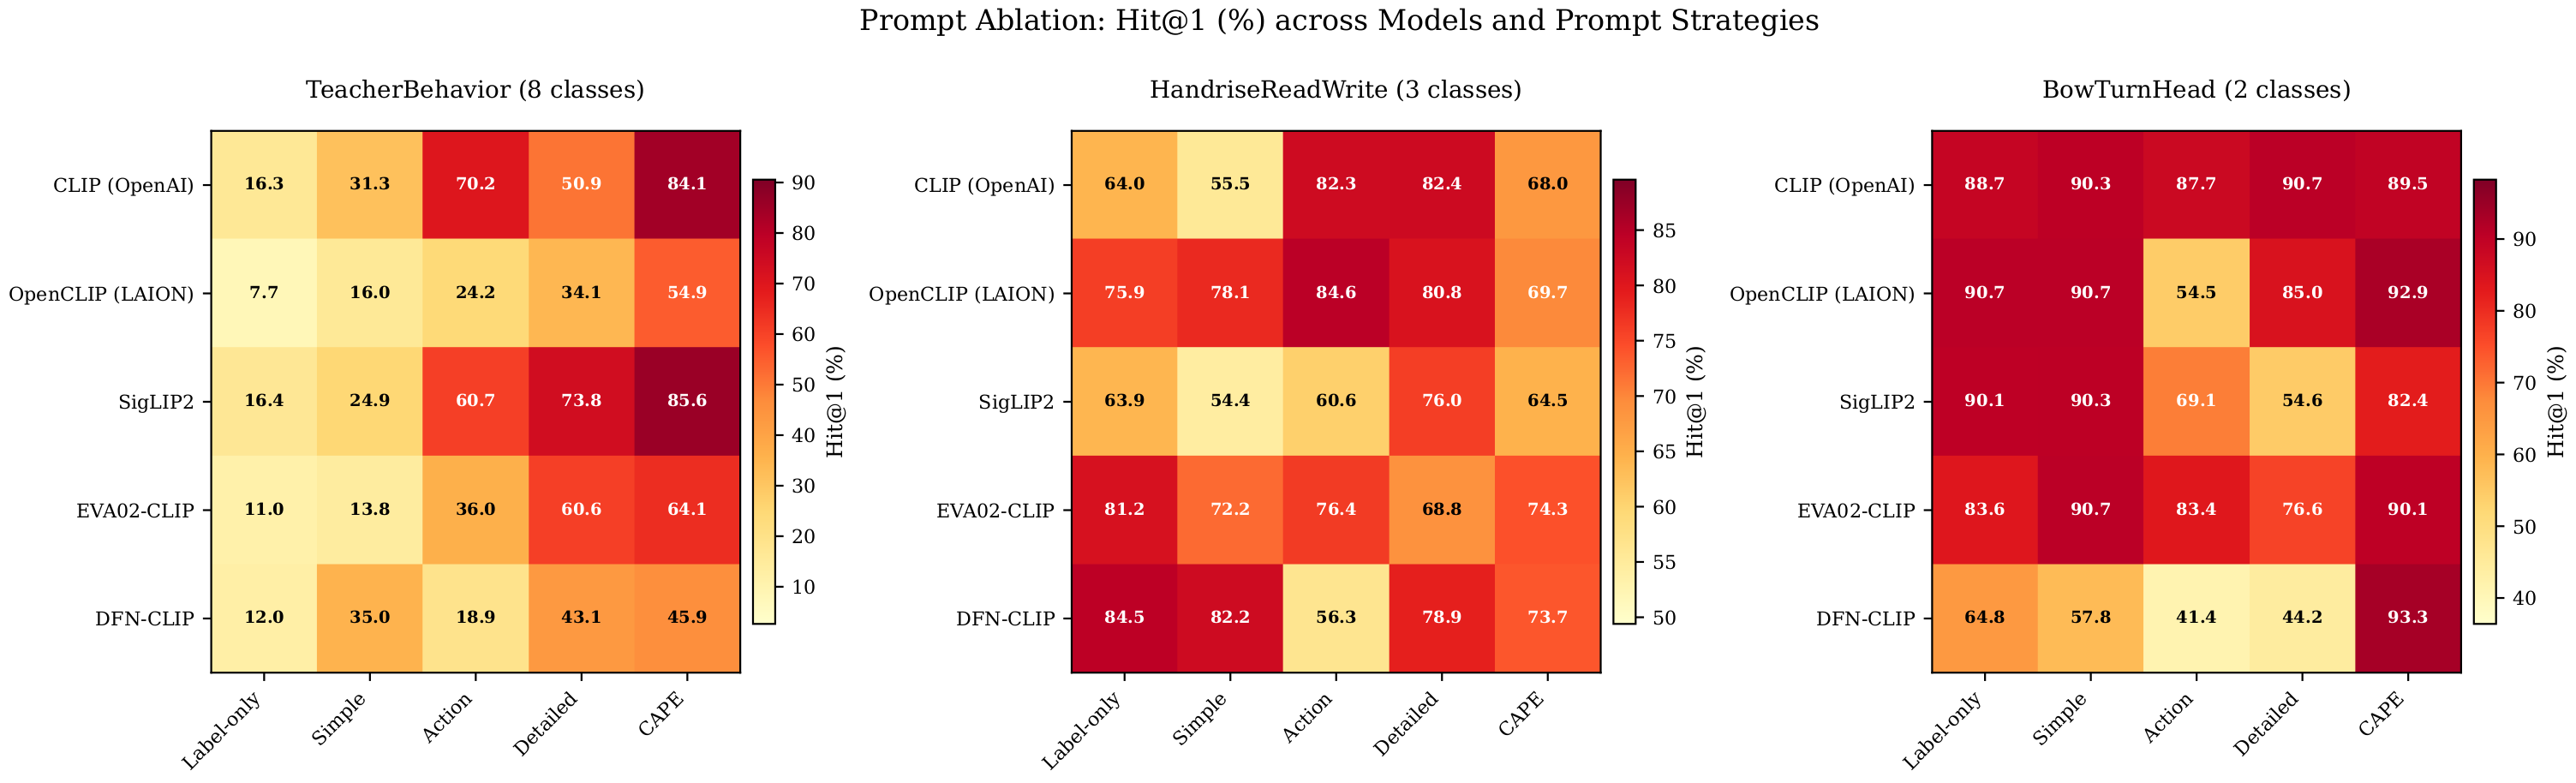 Prompt Ablation: Hit@1 (%) across Models and Prompt Strategies
TeacherBehavior (8 classes)
CLIP (OpenAI) 16.3 31.3 70.2 50.9 84.1
OpenCLIP (LAION) 7.7 16.0 24.2 34.1 54.9
SigLIP2 16.4 24.9 60.7 73.8 85.6
EVA02-CLIP 11.0 13.8 36.0 60.6 64.1
DFN-CLIP 12.0 35.0 18.9 43.1 45.9
Label-only Simple Action Detailed CAPE
90
80
70
60
50
40
30
20
10
Hit@1 (%)
HandriseReadWrite (3 classes)
CLIP (OpenAI) 64.0 55.5 82.3 82.4 68.0
OpenCLIP (LAION) 75.9 78.1 84.6 80.8 69.7
SigLIP2 63.9 54.4 60.6 76.0 64.5
EVA02-CLIP 81.2 72.2 76.4 68.8 74.3
DFN-CLIP 84.5 82.2 56.3 78.9 73.7
Label-only Simple Action Detailed CAPE
85
80
75
70
65
60
55
50
Hit@1 (%)
BowTurnHead (2 classes)
CLIP (OpenAI) 88.7 90.3 87.7 90.7 89.5
OpenCLIP (LAION) 90.7 90.7 54.5 85.0 92.9
SigLIP2 90.1 90.3 69.1 54.6 82.4
EVA02-CLIP 83.6 90.7 83.4 76.6 90.1
DFN-CLIP 64.8 57.8 41.4 44.2 93.3
Label-only Simple Action Detailed CAPE
90
80
70
60
50
40
Hit@1 (%)